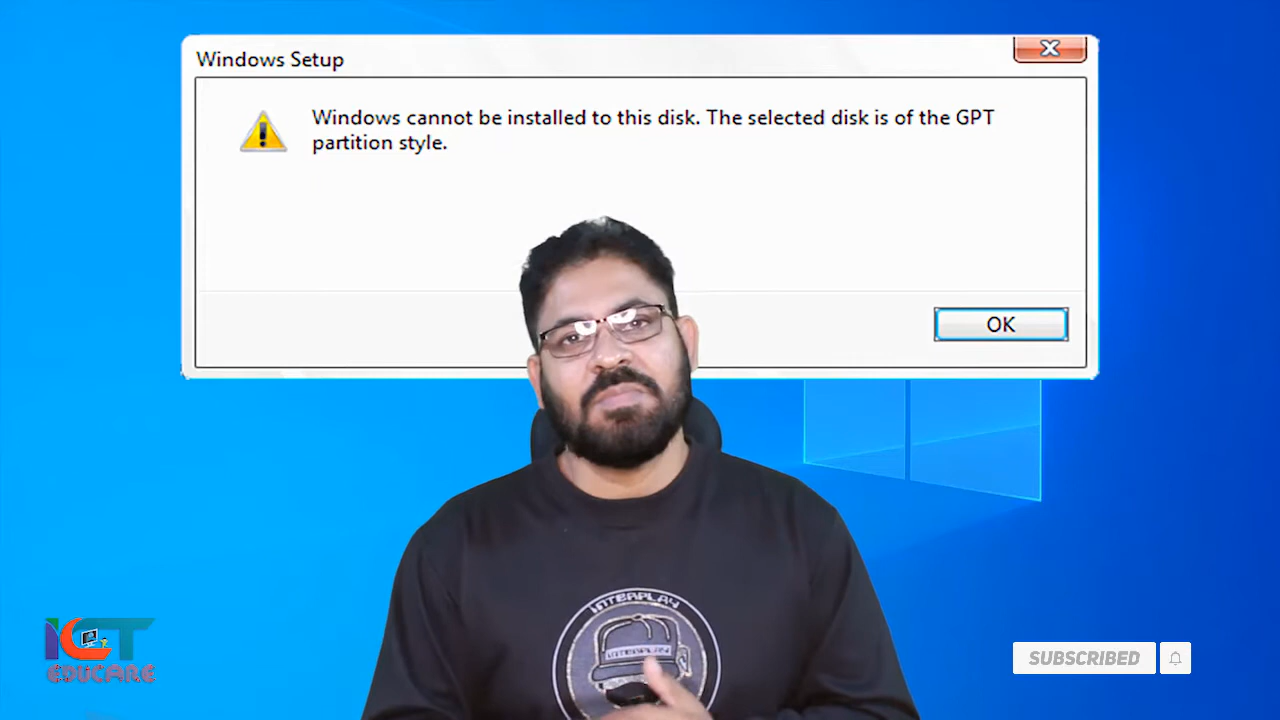 Windows Setup
Windows cannot be installed to this disk. The selected disk is of the GPT
partition style.
OK
INTERPLAY
INTERPLAY
ICT
EDUCARE
SUBSCRIBED